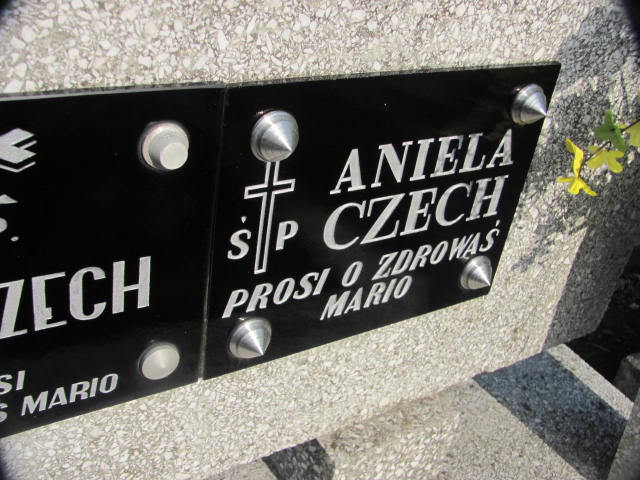 ZECH
SI
MARIO
ŚP
ANIELA
CZECH
PROSI O ZDROWAŚ
MARIO